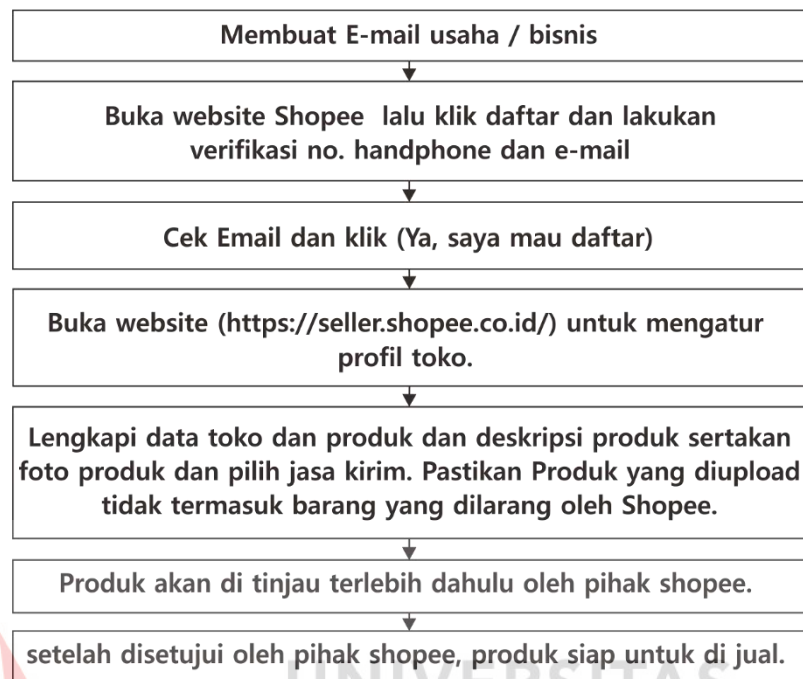 Membuat E-mail usaha / bisnis
Buka website Shopee lalu klik daftar dan lakukan
verifikasi no. handphone dan e-mail
Cek Email dan klik (Ya, saya mau daftar)
Buka website (https://seller.shopee.co.id/) untuk mengatur
profil toko.
Lengkapi data toko dan produk dan deskripsi produk sertakan
foto produk dan pilih jasa kirim. Pastikan Produk yang diupload
tidak termasuk barang yang dilarang oleh Shopee.
Produk akan di tinjau terlebih dahulu oleh pihak shopee.
setelah disetujui oleh pihak shopee, produk siap untuk di jual.
UNIVERSITAS